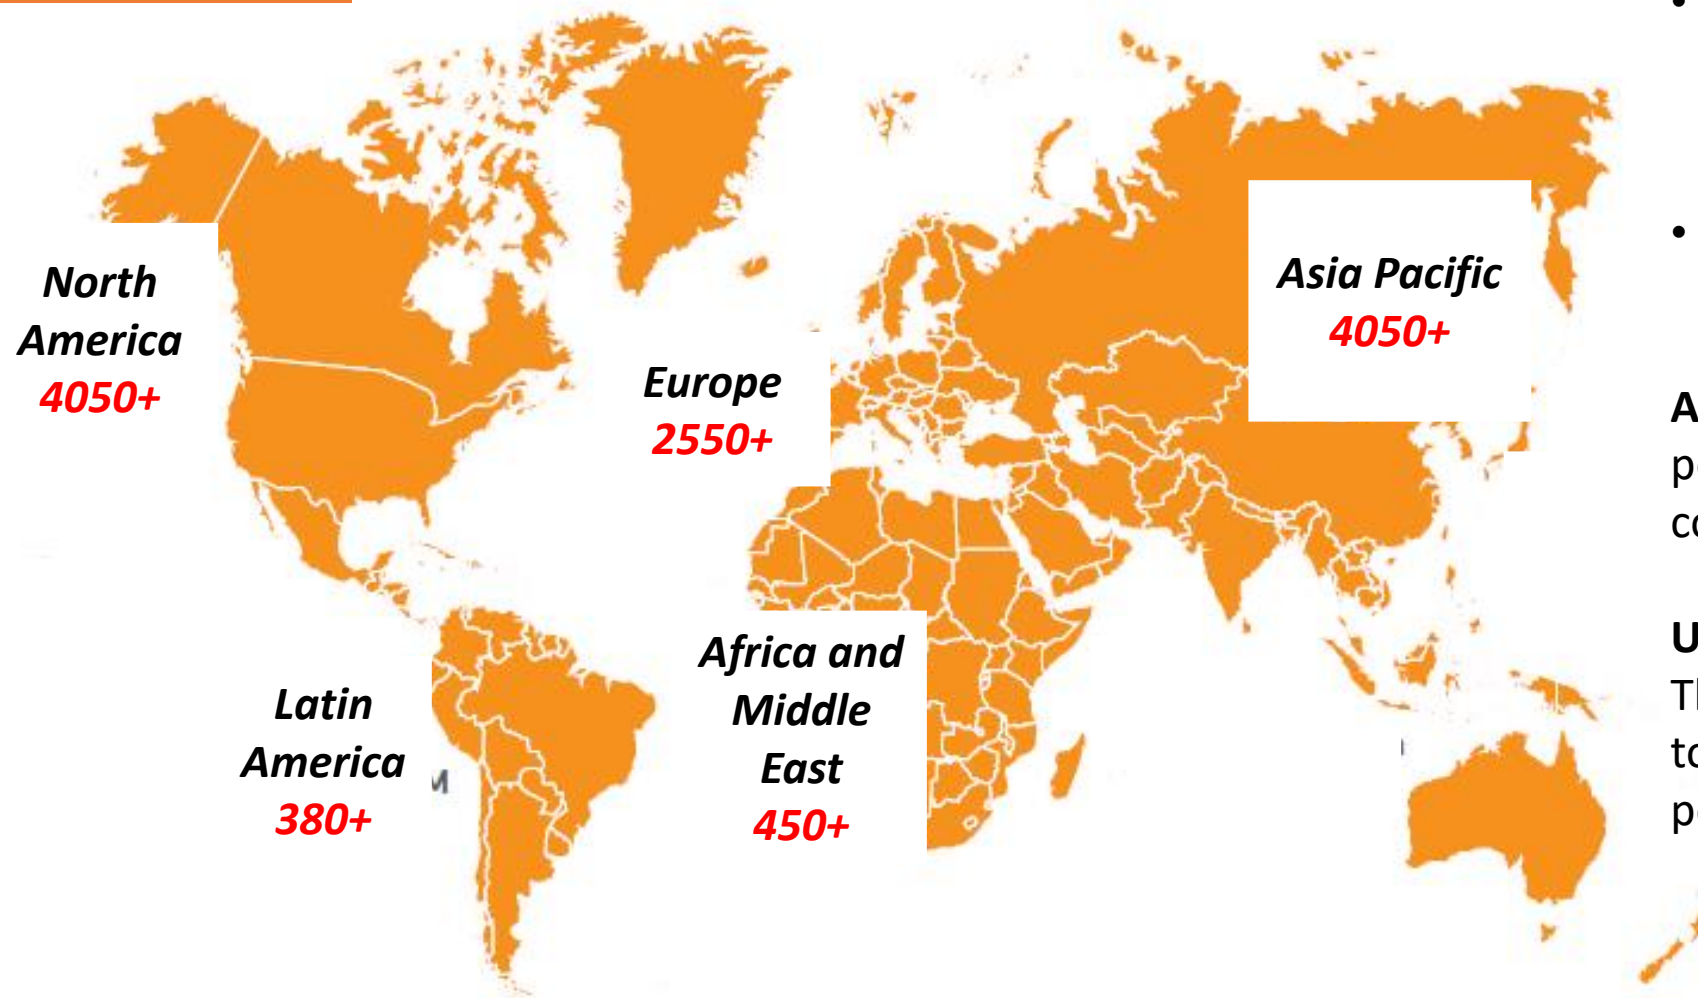 North
America
4050+
Europe
2550+
Asia Pacific
4050+
Latin
America
380+
Africa and
Middle
East
450+